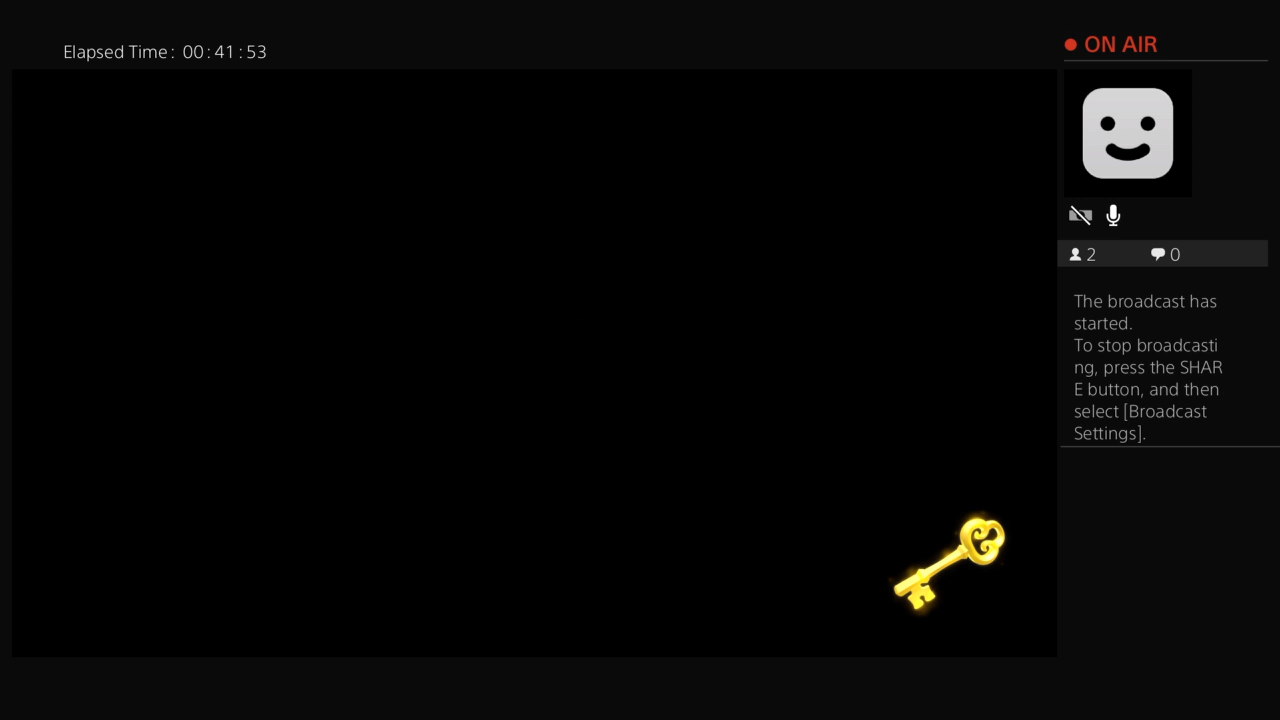 Elapsed Time: 00:41:53
ON AIR
2 0
The broadcast has
started.
To stop broadcasti
ng, press the SHAR
E button, and then
select [Broadcast
Settings].